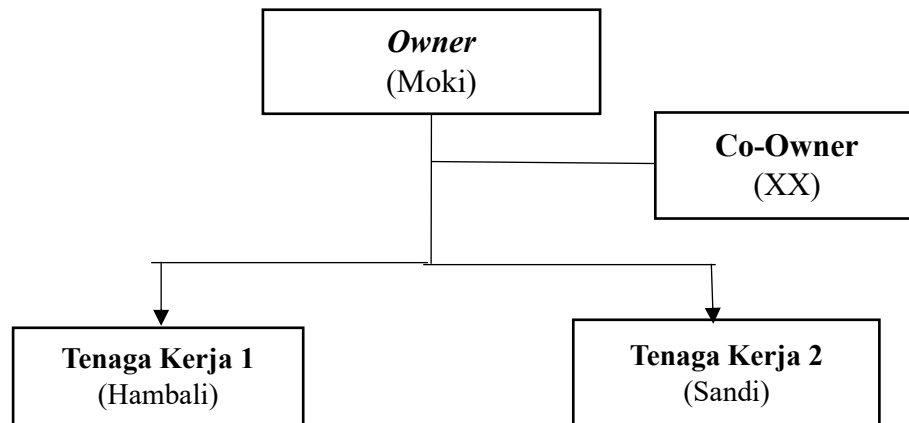 Owner
(Moki)
Co-Owner
(XX)
Tenaga Kerja 1
(Hambali)
Tenaga Kerja 2
(Sandi)